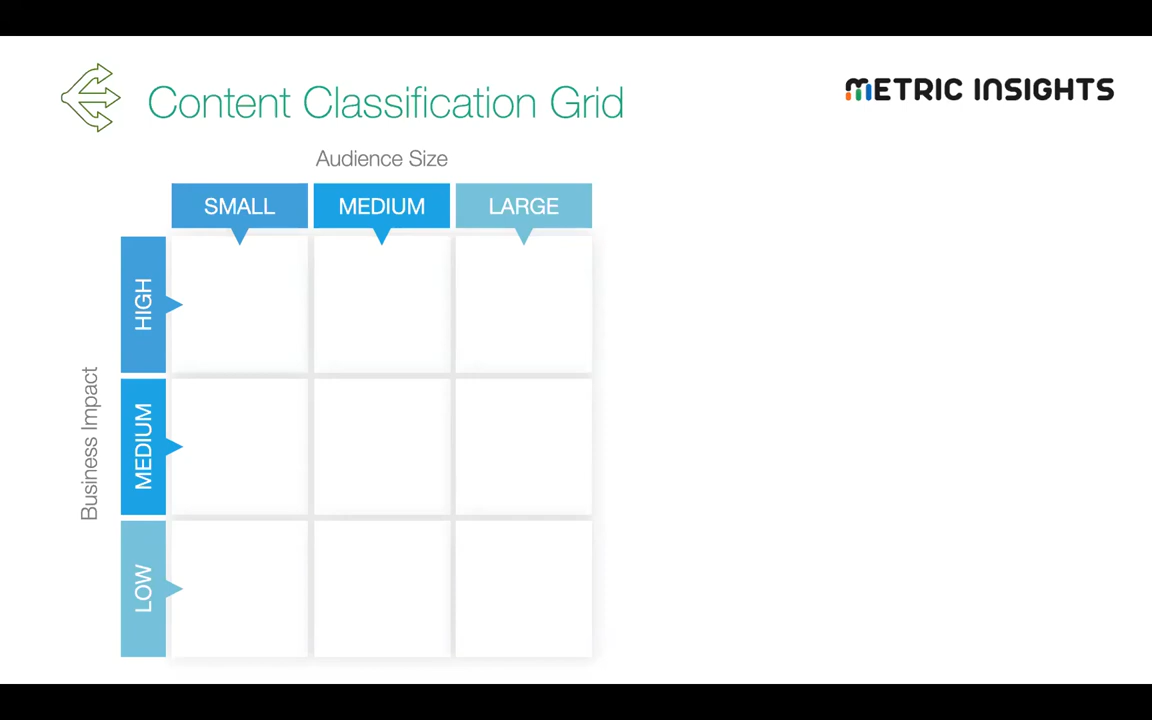 METRIC INSIGHTS
Content Classification Grid
Audience Size
SMALL MEDIUM LARGE
HIGH
Business Impact
MEDIUM
LOW